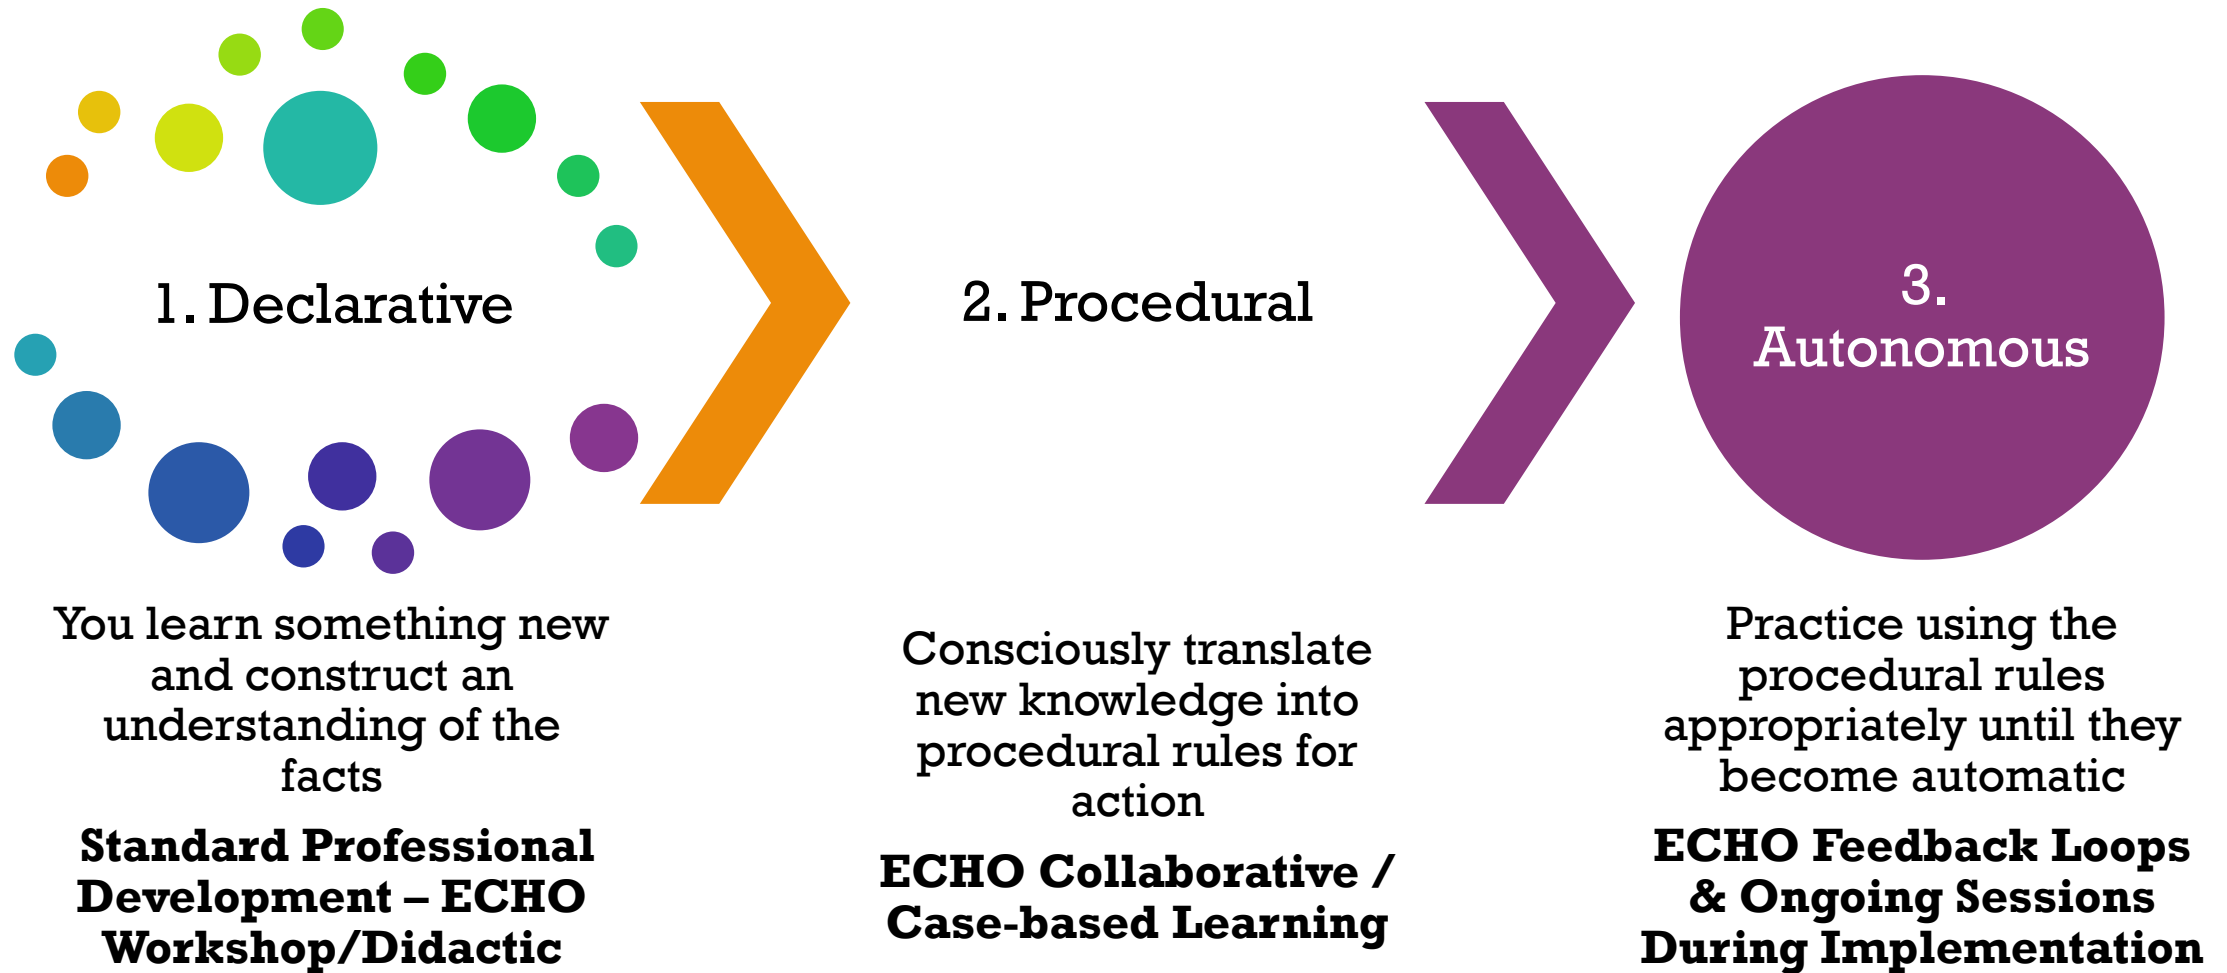 1. Declarative
You learn something new
and construct an
understanding of the
facts
Standard Professional
Development – ECHO
Workshop/Didactic
2. Procedural
Consciously translate
new knowledge into
procedural rules for
action
ECHO Collaborative /
Case-based Learning
3.
Autonomous
Practice using the
procedural rules
appropriately until they
become automatic
ECHO Feedback Loops
& Ongoing Sessions
During Implementation